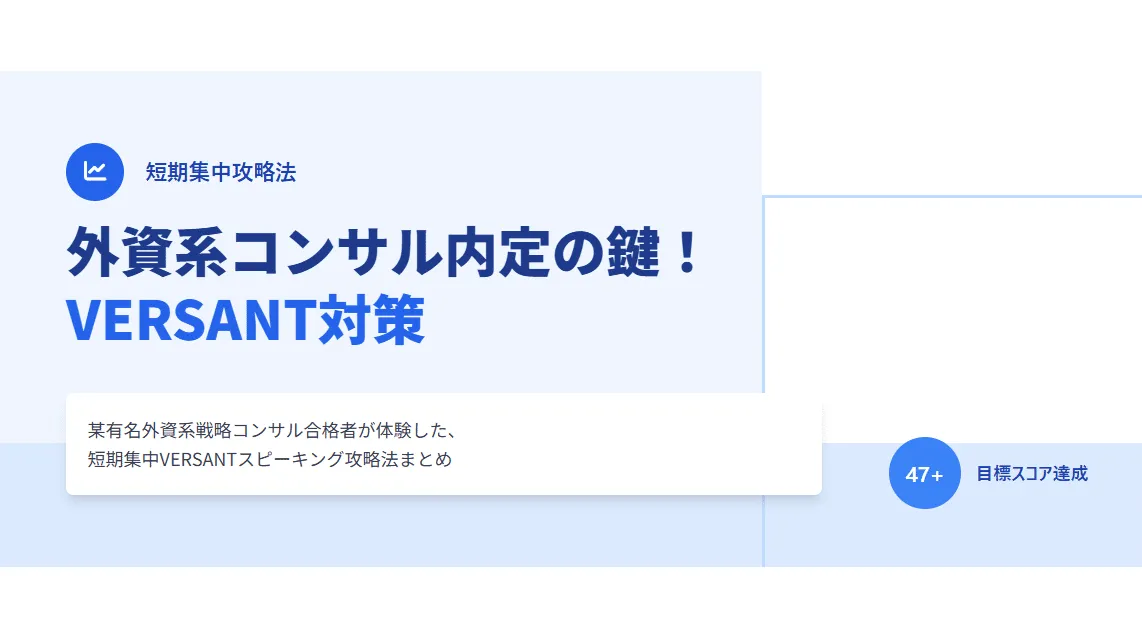 短期集中攻略法
外資系コンサル内定の鍵！
VERSANT対策
某有名外資系戦略コンサル合格者が体験した、
短期集中VERSANTスピーキング攻略法まとめ
47+
目標スコア達成